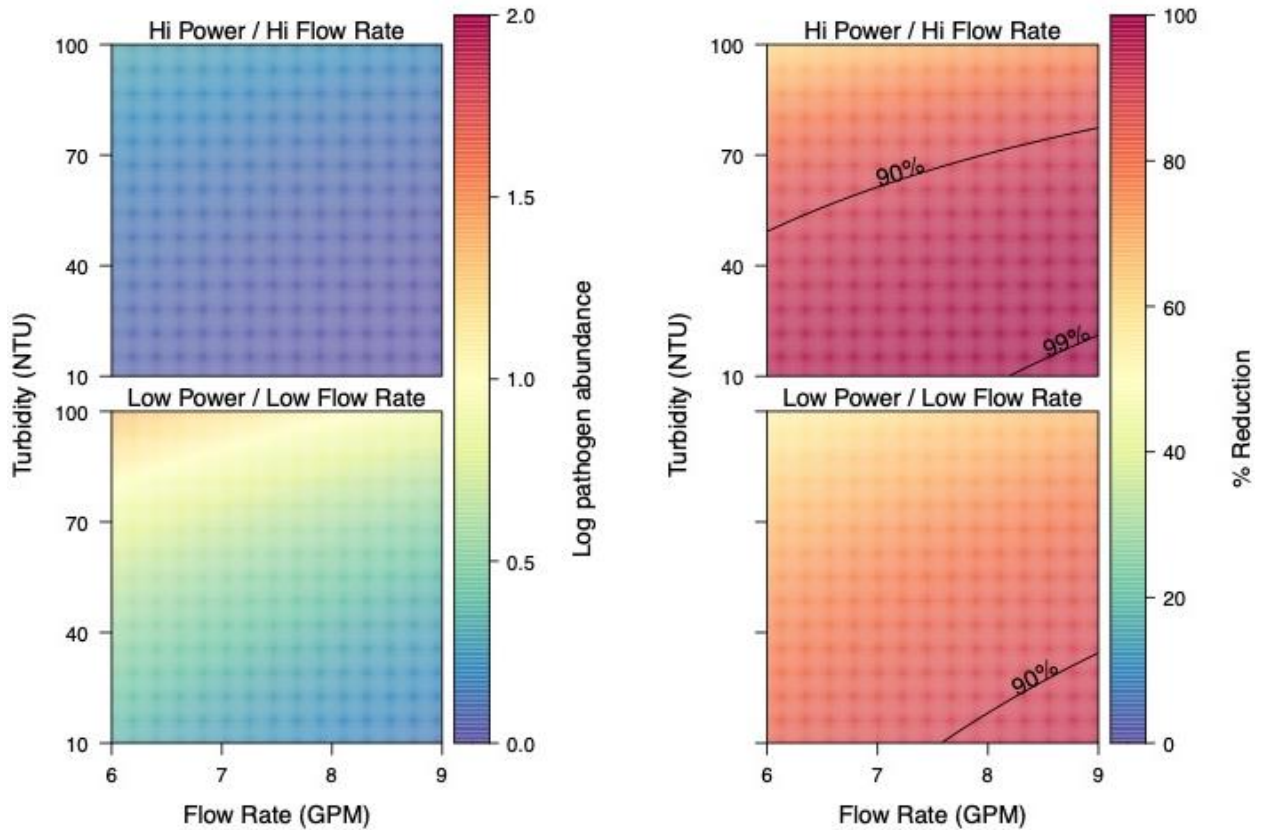 Hi Power / Hi Flow Rate
100
70
40
10
Low Power / Low Flow Rate
100
70
40
10
6 7 8 9
Turbidity (NTU)
Flow Rate (GPM)
2.0
1.5
1.0
0.5
0.0
Log pathogen abundance
Hi Power / Hi Flow Rate
100
70
40
10
90%
99%
Low Power / Low Flow Rate
90%
6 7 8 9
Turbidity (NTU)
Flow Rate (GPM)
100
80
60
40
20
0
% Reduction